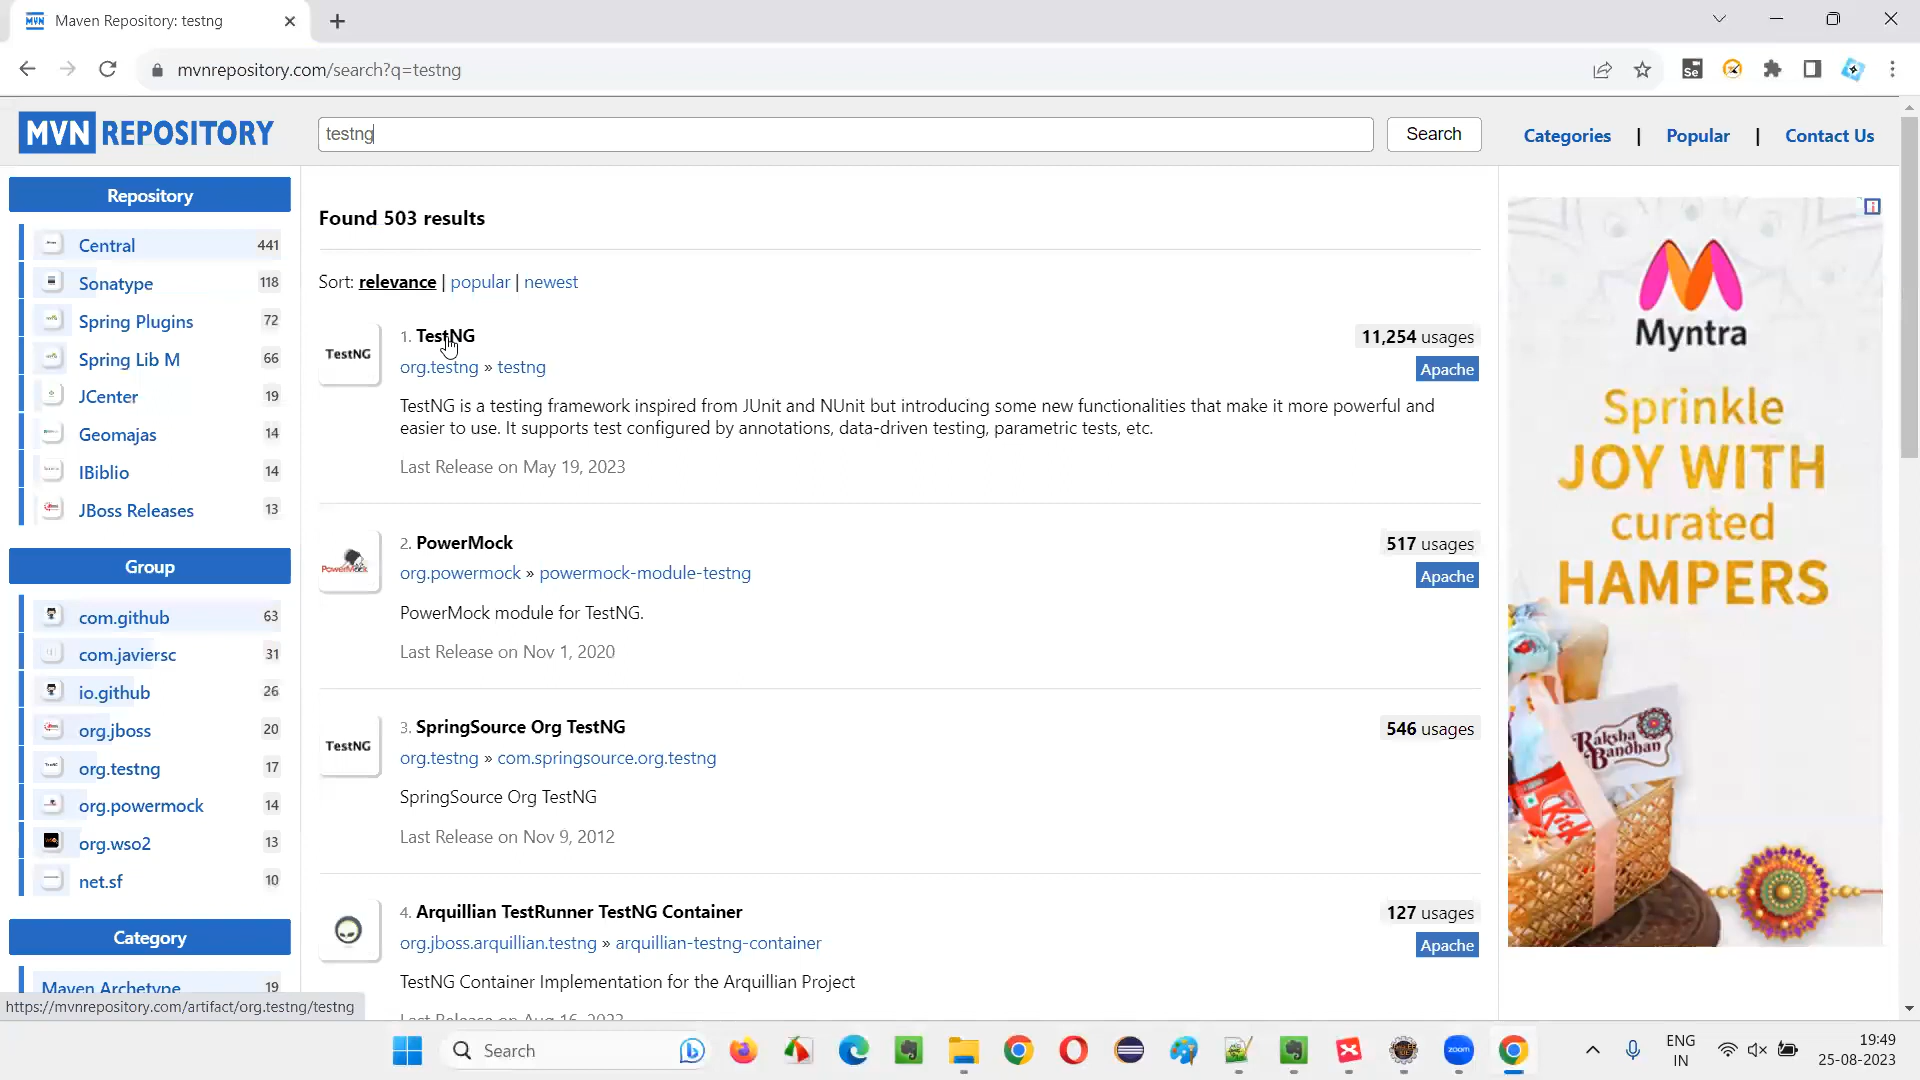 Maven Repository: testng
mvnrepository.com/search?q=testng
MVN REPOSITORY
testng
Search
Categories | Popular | Contact Us
Repository
Central 441
Sonatype 118
Spring Plugins 72
Spring Lib M 66
JCenter 19
Geomajas 14
IBiblio 14
JBoss Releases 13
Group
com.github 63
com.javiersc 31
io.github 26
org.jboss 20
org.testng 17
org.powermock 14
org.wso2 13
net.sf 10
Category
Maven Archetype 19
https://mvnrepository.com/artifact/org.testng/testng
Found 503 results
Sort: relevance | popular | newest
TestNG
1. TestNG
11,254 usages
org.testng » testng
Apache
TestNG is a testing framework inspired from JUnit and NUnit but introducing some new functionalities that make it more powerful and
easier to use. It supports test configured by annotations, data-driven testing, parametric tests, etc.
Last Release on May 19, 2023
PowerMock
2. PowerMock
517 usages
org.powermock » powermock-module-testng
Apache
PowerMock module for TestNG.
Last Release on Nov 1, 2020
TestNG
3. SpringSource Org TestNG
546 usages
org.testng » com.springsource.org.testng
SpringSource Org TestNG
Last Release on Nov 9, 2012
4. Arquillian TestRunner TestNG Container
127 usages
org.jboss.arquillian.testng » arquillian-testng-container
Apache
TestNG Container Implementation for the Arquillian Project
Last Release on Aug 16, 2023
Myntra
Sprinkle
JOY WITH
curated
HAMPERS
Raksha
Bandhan
Kit
Search
zoom
ENG
IN
19:49
25-08-2023